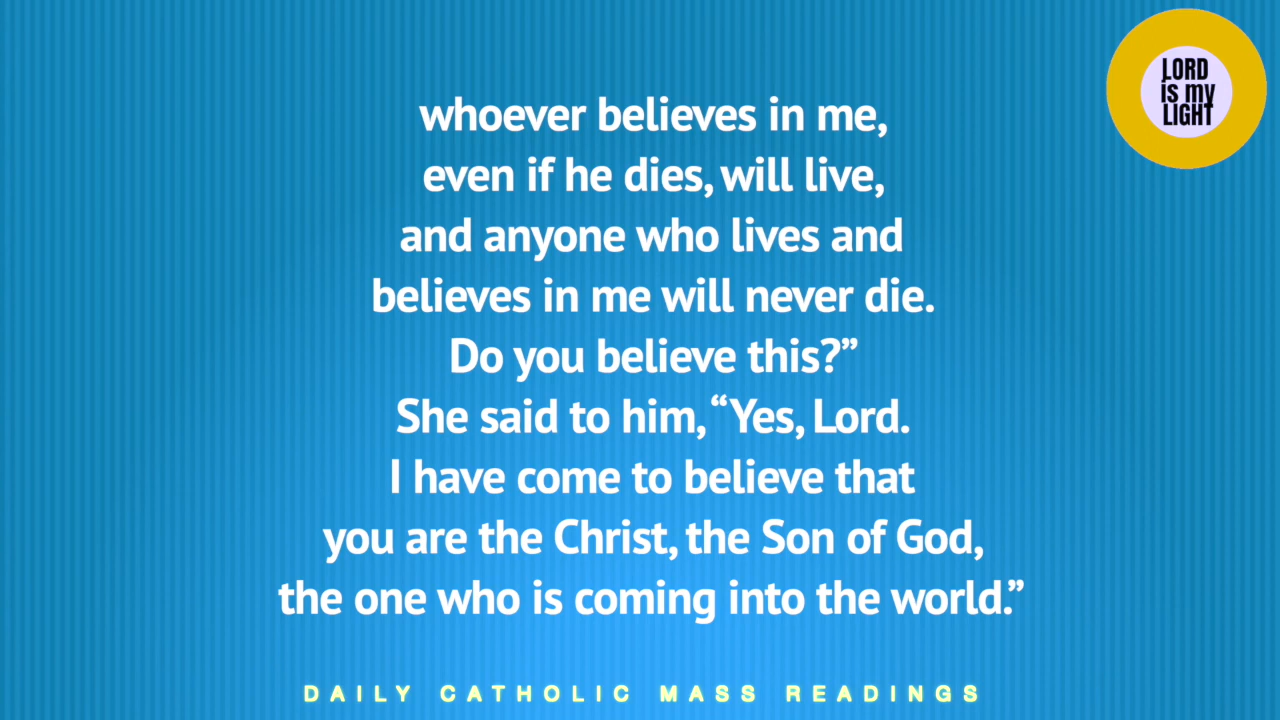 LORD
is my
LIGHT
whoever believes in me,
even if he dies, will live,
and anyone who lives and
believes in me will never die.
Do you believe this?”
She said to him, “Yes, Lord.
I have come to believe that
you are the Christ, the Son of God,
the one who is coming into the world.”
DAILY CATHOLIC MASS READINGS